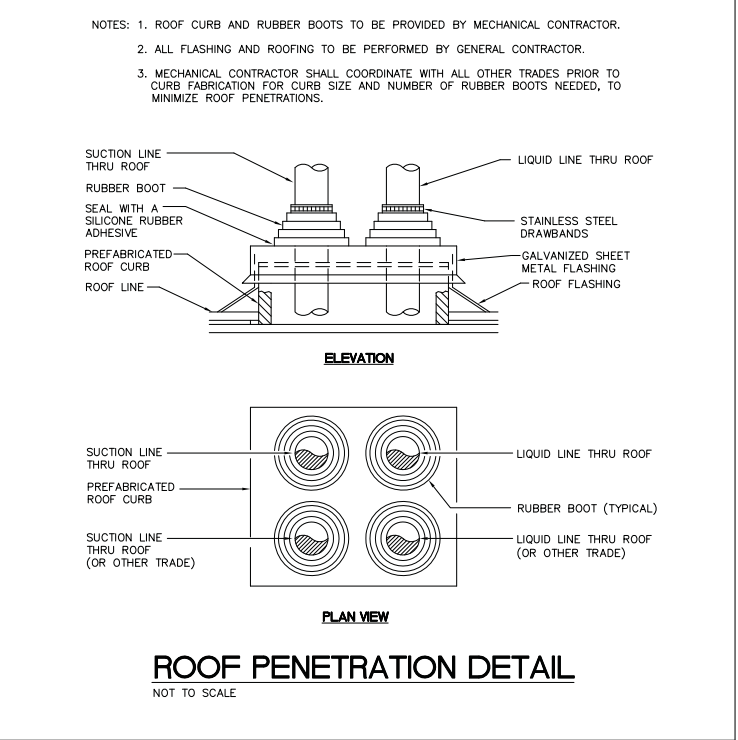 NOTES: 1. ROOF CURB AND RUBBER BOOTS TO BE PROVIDED BY MECHANICAL CONTRACTOR.
2. ALL FLASHING AND ROOFING TO BE PERFORMED BY GENERAL CONTRACTOR.
3. MECHANICAL CONTRACTOR SHALL COORDINATE WITH ALL OTHER TRADES PRIOR TO
CURB FABRICATION FOR CURB SIZE AND NUMBER OF RUBBER BOOTS NEEDED, TO
MINIMIZE ROOF PENETRATIONS.
SUCTION LINE
THRU ROOF
RUBBER BOOT
SEAL WITH A
SILICONE RUBBER
ADHESIVE
PREFABRICATED
ROOF CURB
ROOF LINE
LIQUID LINE THRU ROOF
STAINLESS STEEL
DRAWBANDS
GALVANIZED SHEET
METAL FLASHING
ROOF FLASHING
ELEVATION
SUCTION LINE
THRU ROOF
PREFABRICATED
ROOF CURB
SUCTION LINE
THRU ROOF
(OR OTHER TRADE)
LIQUID LINE THRU ROOF
RUBBER BOOT (TYPICAL)
LIQUID LINE THRU ROOF
(OR OTHER TRADE)
PLAN VIEW
ROOF PENETRATION DETAIL
NOT TO SCALE